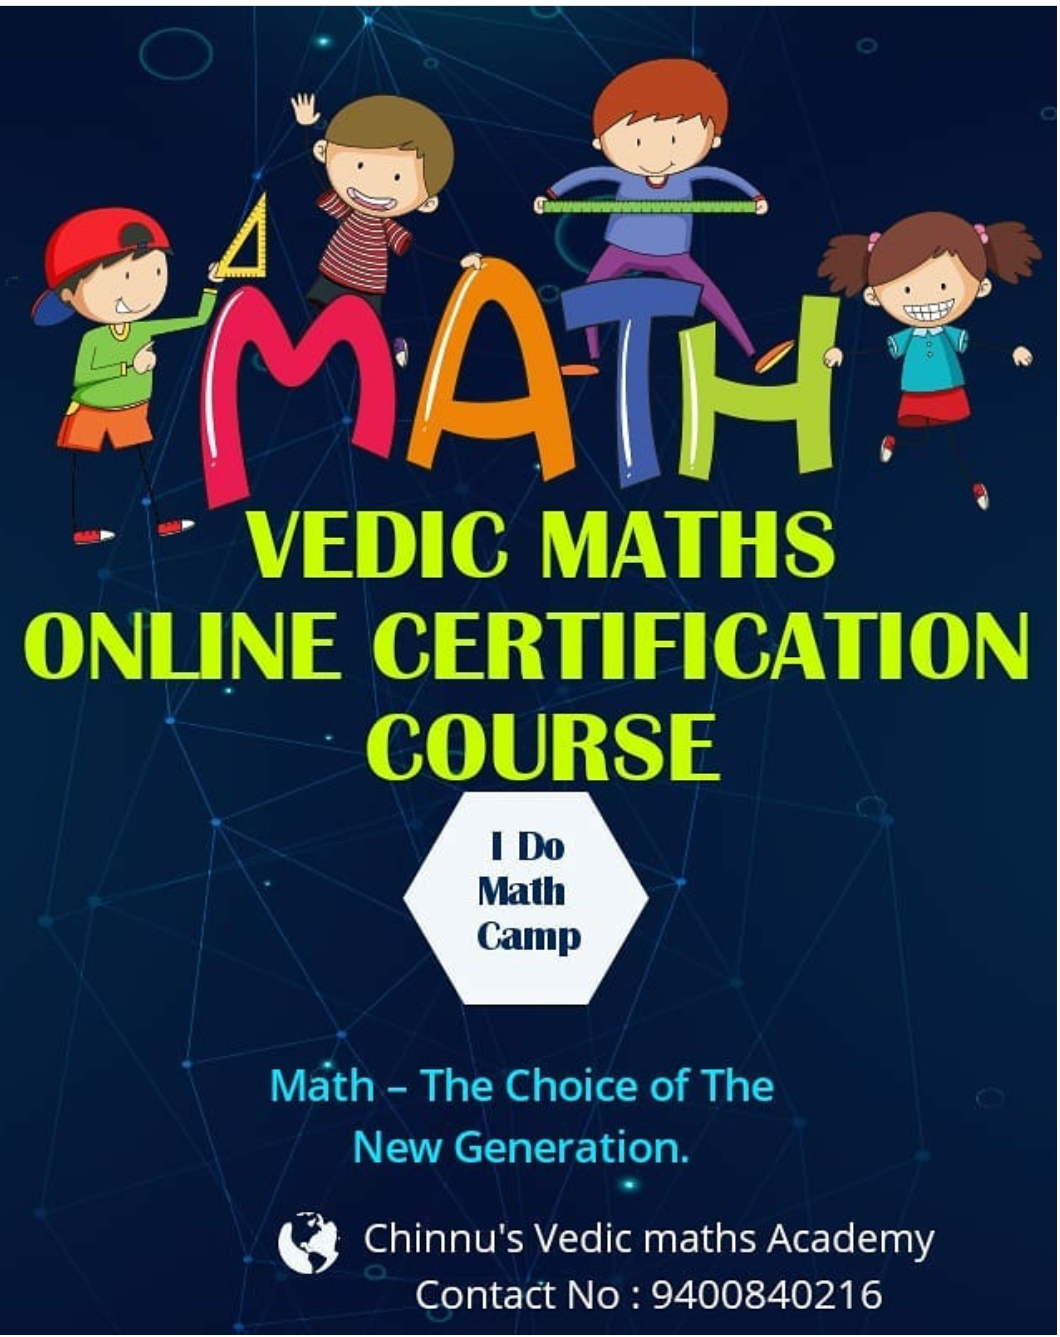 MATH
VEDIC MATHS
ONLINE CERTIFICATION
COURSE
I Do
Math
Camp
Math – The Choice of The
New Generation.
Chinnu's Vedic maths Academy
Contact No : 9400840216